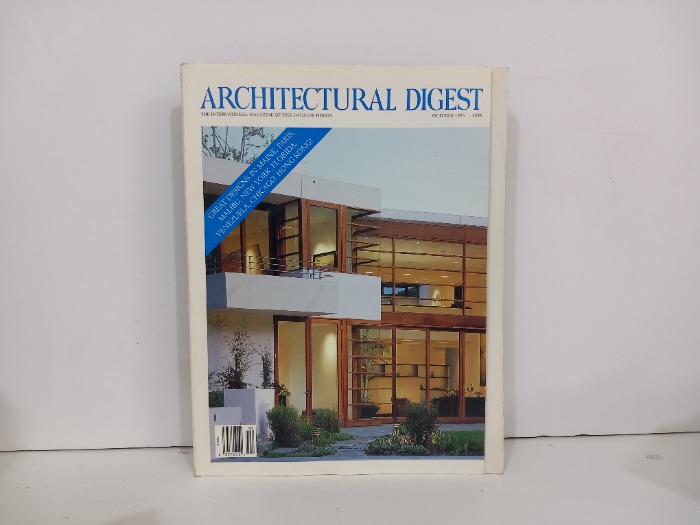 ARCHITECTURAL DIGEST
THE INTERNATIONAL MAGAZINE OF FINE INTERIOR DESIGN
OCTOBER
GREAT DESIGNS IN MAINE, PARIS,
MALIBU, NEW YORK, FLORIDA,
VENEZUELA, CHICAGO, HONG KONG!